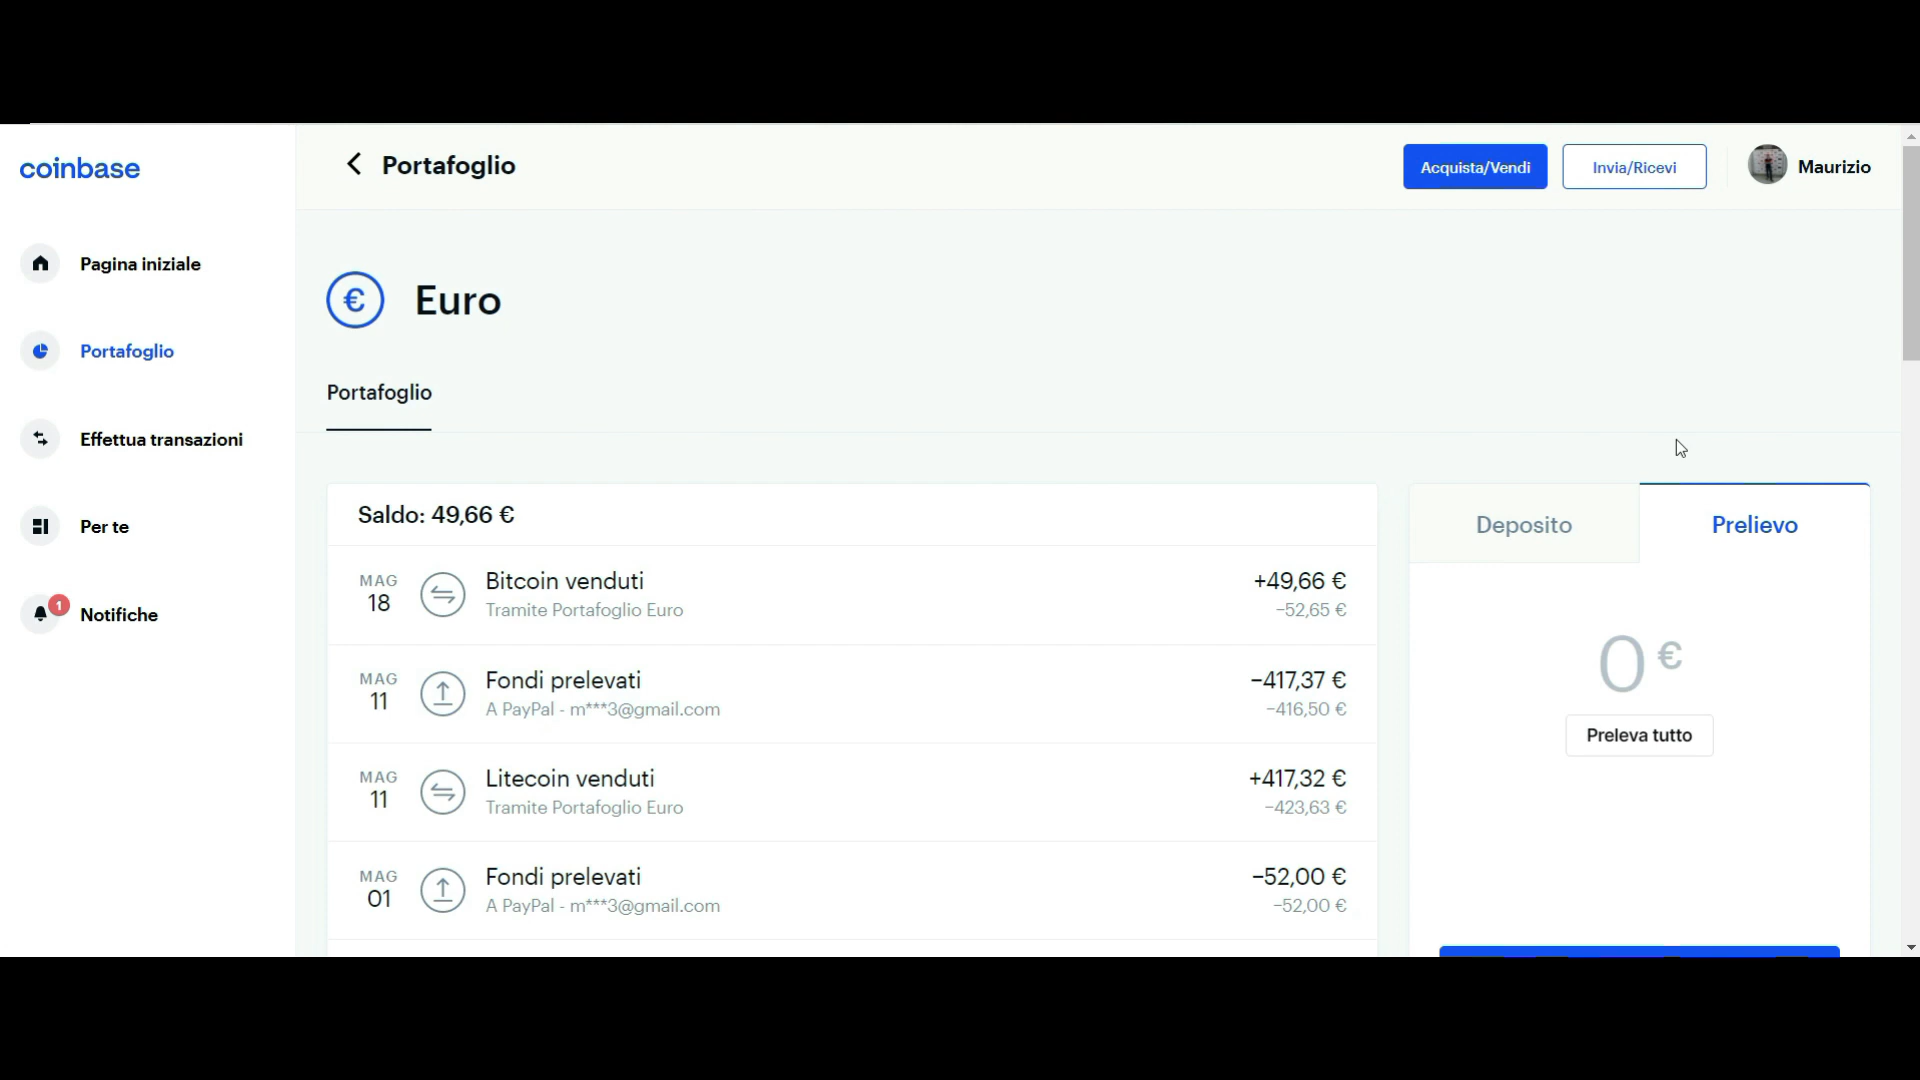 coinbase
Portafoglio
Acquista/Vendi
Invia/Ricevi
Maurizio
Pagina iniziale
Portafoglio
Effettua transazioni
Per te
1
Notifiche
€ Euro
Portafoglio
Saldo: 49,66 €
MAG
18
Bitcoin venduti
Tramite Portafoglio Euro
+49,66 €
−52,65 €
MAG
11
Fondi prelevati
A PayPal - m***3@gmail.com
−417,37 €
−416,50 €
MAG
11
Litecoin venduti
Tramite Portafoglio Euro
+417,32 €
−423,63 €
MAG
01
Fondi prelevati
A PayPal - m***3@gmail.com
−52,00 €
−52,00 €
Deposito
Prelievo
0 €
Preleva tutto